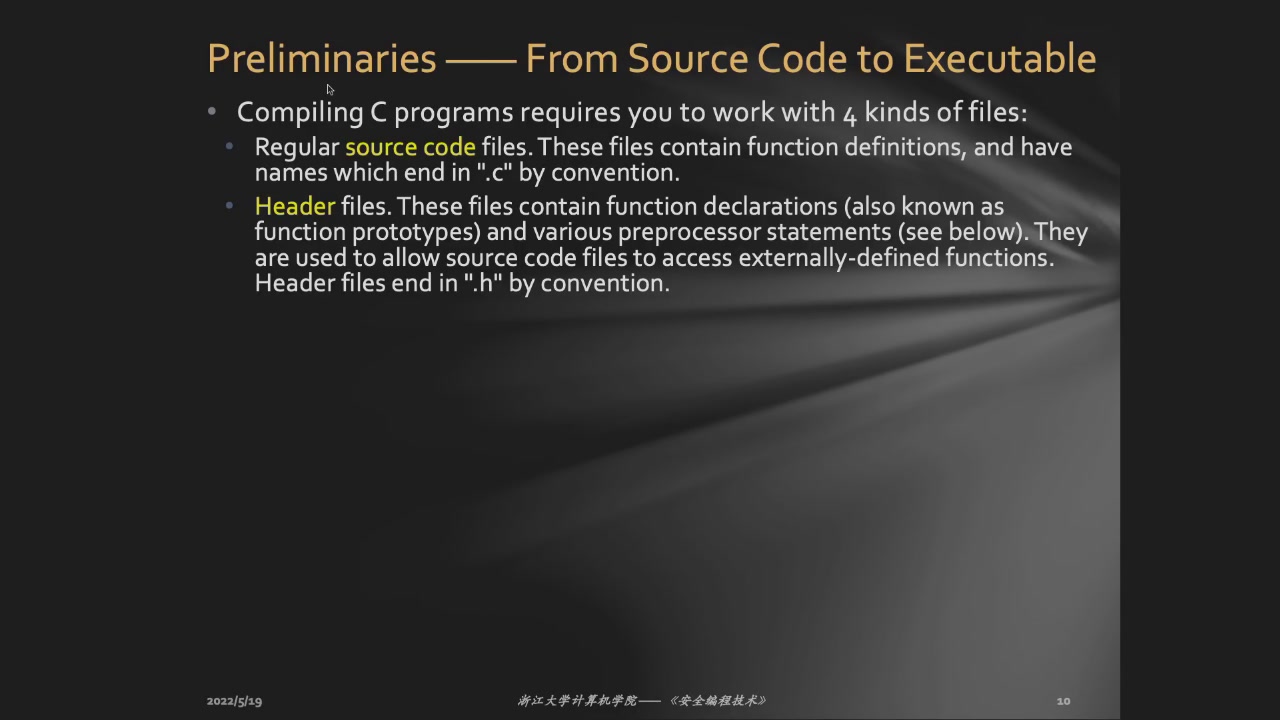 Preliminaries —— From Source Code to Executable
• Compiling C programs requires you to work with 4 kinds of files:
• Regular source code files. These files contain function definitions, and have
names which end in ".c" by convention.
• Header files. These files contain function declarations (also known as
function prototypes) and various preprocessor statements (see below). They
are used to allow source code files to access externally-defined functions.
Header files end in ".h" by convention.
2022/5/19
浙江大学计算机学院——《安全编程技术》
10